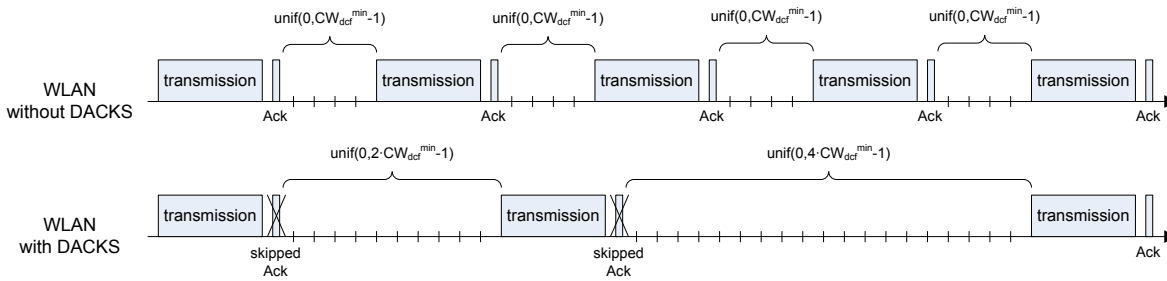 unif(0,CW_dcf^min-1) unif(0,CW_dcf^min-1) unif(0,CW_dcf^min-1) unif(0,CW_dcf^min-1)
WLAN
without DACKS
transmission transmission transmission transmission transmission
Ack Ack Ack Ack Ack
unif(0,2·CW_dcf^min-1) unif(0,4·CW_dcf^min-1)
WLAN
with DACKS
transmission transmission transmission
skipped skipped Ack
Ack Ack